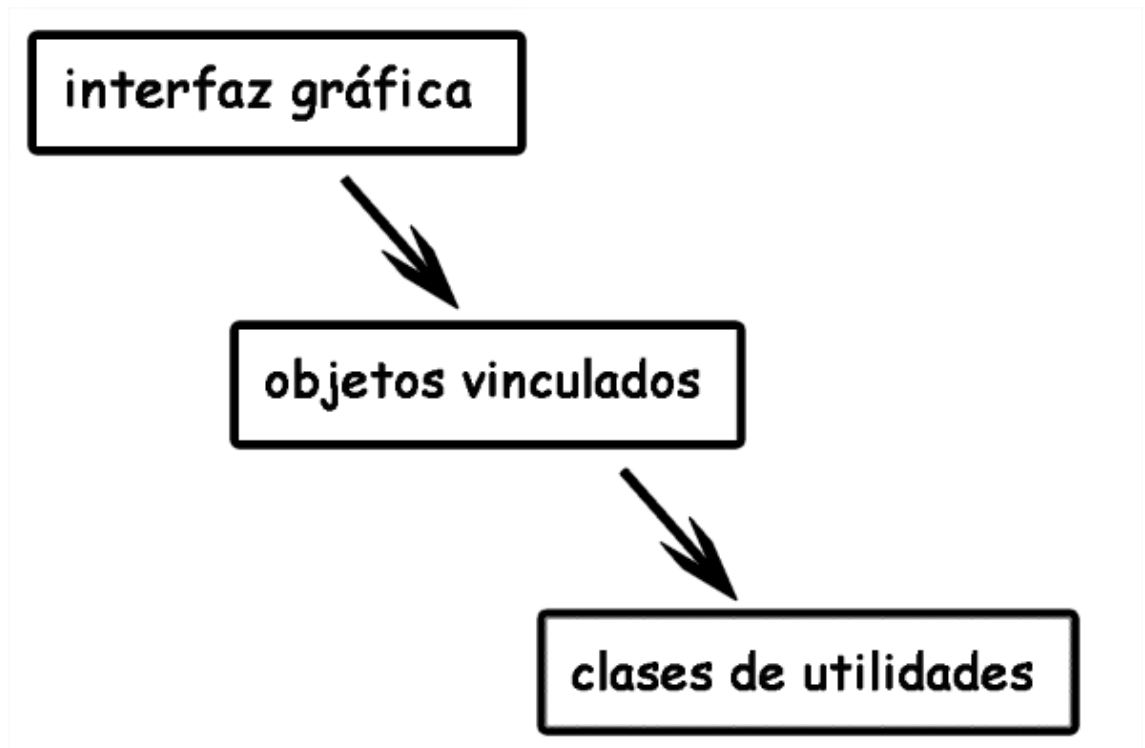 interfaz gráfica
objetos vinculados
clases de utilidades